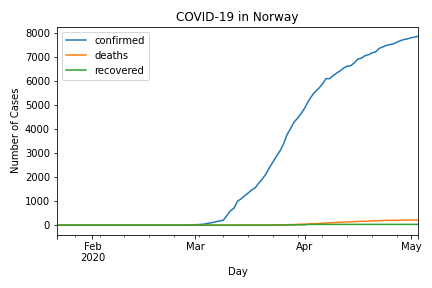 COVID-19 in Norway
confirmed
deaths
recovered
8000
7000
6000
5000
4000
3000
2000
1000
0
Number of Cases
Feb
2020
Mar
Apr
May
Day